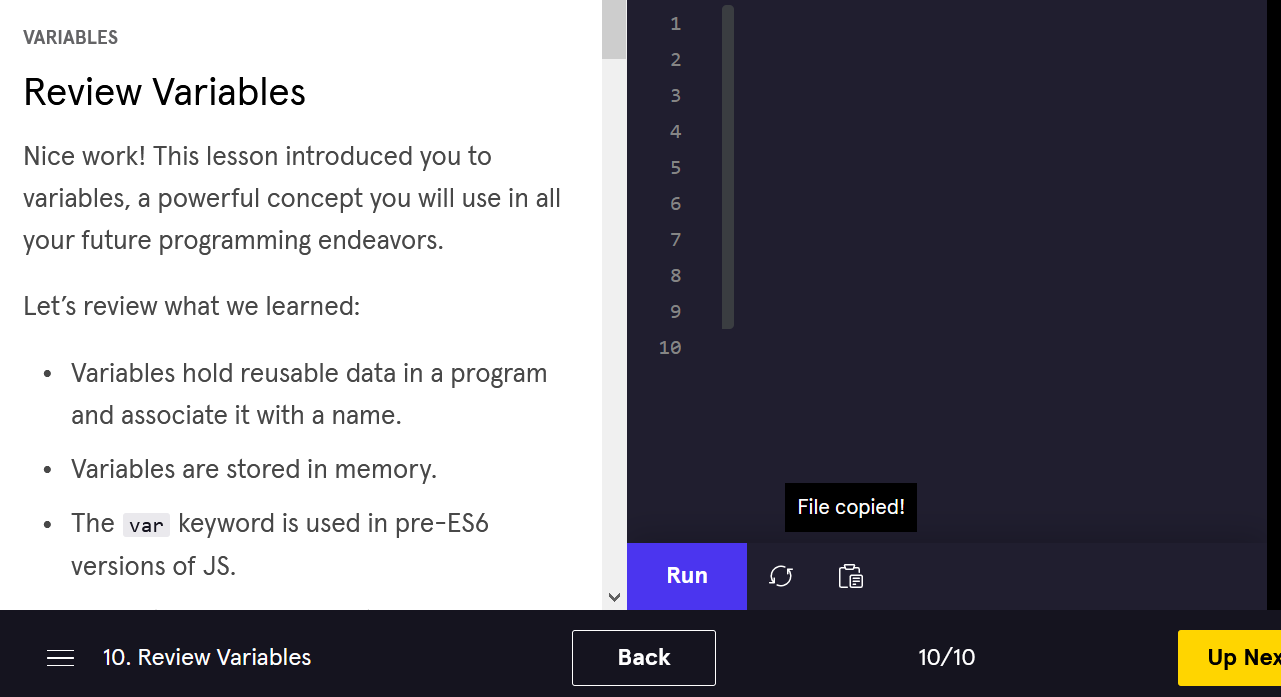 VARIABLES
Review Variables
Nice work! This lesson introduced you to
variables, a powerful concept you will use in all
your future programming endeavors.
Let’s review what we learned:
• Variables hold reusable data in a program
and associate it with a name.
• Variables are stored in memory.
• The var keyword is used in pre-ES6
versions of JS.
1
2
3
4
5
6
7
8
9
10
File copied!
Run
10. Review Variables
Back
10/10
Up Nex